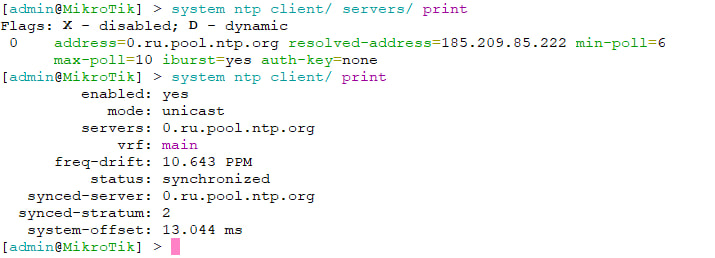 [admin@MikroTik] > system ntp client/ servers/ print
Flags: X - disabled; D - dynamic
0 address=0.ru.pool.ntp.org resolved-address=185.209.85.222 min-poll=6
max-poll=10 iburst=yes auth-key=none
[admin@MikroTik] > system ntp client/ print
enabled: yes
mode: unicast
servers: 0.ru.pool.ntp.org
vrf: main
freq-drift: 10.643 PPM
status: synchronized
synced-server: 0.ru.pool.ntp.org
synced-stratum: 2
system-offset: 13.044 ms
[admin@MikroTik] >